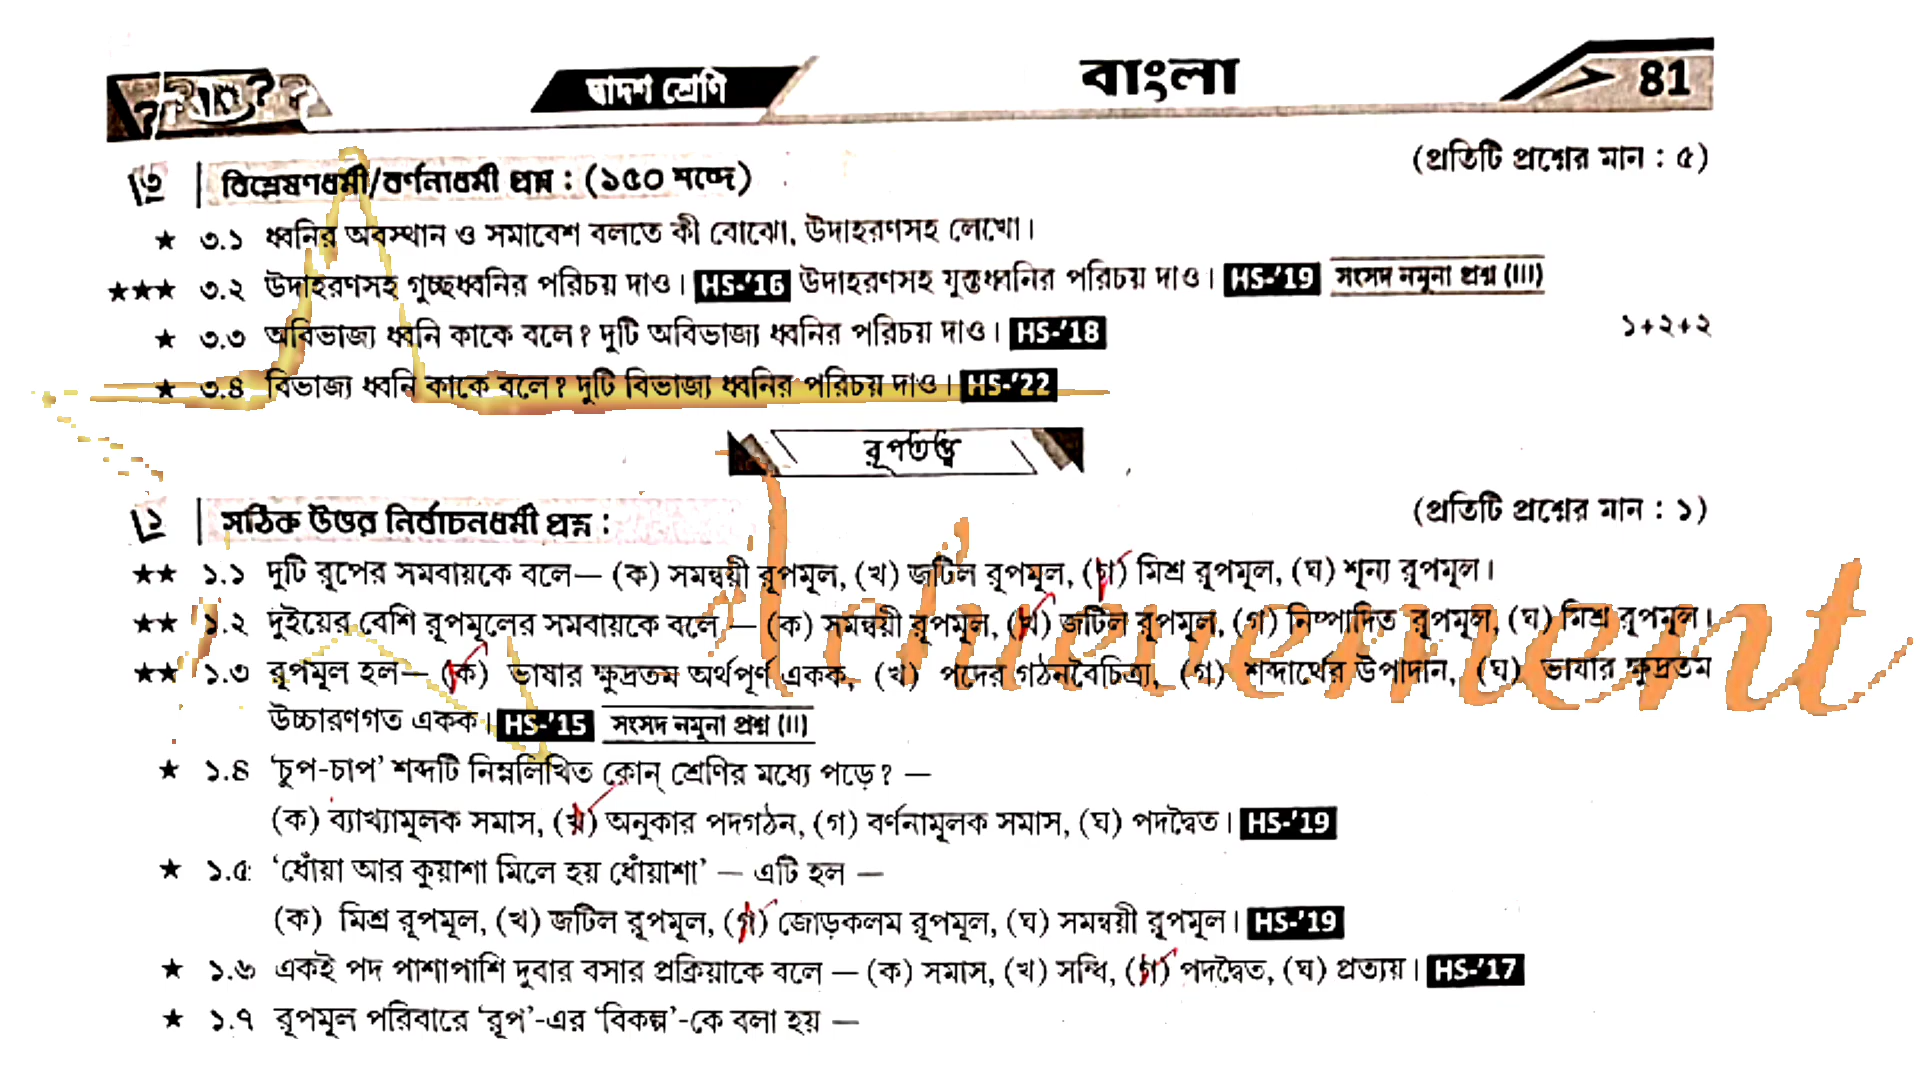 দ্বাদশ শ্রেণি বাংলা 81
৩ বিশ্লেষণধর্মী/বর্ণনাধর্মী প্রশ্ন : (১৫০ শব্দে) (প্রতিটি প্রশ্নের মান : ৫)
★ ৩.১ ধ্বনির অবস্থান ও সমাবেশ বলতে কী বোঝো, উদাহরণসহ লেখো।
★★★ ৩.২ উদাহরণসহ গুচ্ছধ্বনির পরিচয় দাও। HS-’16 উদাহরণসহ যুক্তধ্বনির পরিচয় দাও। HS-’19 সংসদ নমুনা প্রশ্ন (III)
★ ৩.৩ অবিভাজ্য ধ্বনি কাকে বলে? দুটি অবিভাজ্য ধ্বনির পরিচয় দাও। HS-’18 ১+২+২
★ ৩.৪ বিভাজ্য ধ্বনি কাকে বলে? দুটি বিভাজ্য ধ্বনির পরিচয় দাও। HS-’22
রূপতত্ত্ব
১ সঠিক উত্তর নির্বাচনধর্মী প্রশ্ন : (প্রতিটি প্রশ্নের মান : ১)
★★ ১.১ দুটি রূপের সমবায়কে বলে— (ক) সমন্বয়ী রূপমূল, (খ) জটিল রূপমূল, (গ) মিশ্র রূপমূল, (ঘ) শূন্য রূপমূল।
★★ ১.২ দুইয়ের বেশি রূপমূলের সমবায়কে বলে — (ক) সমন্বয়ী রূপমূল, (খ) জটিল রূপমূল, (গ) নিষ্পাদিত রূপমূল, (ঘ) মিশ্র রূপমূল।
★★ ১.৩ রূপমূল হল— (ক) ভাষার ক্ষুদ্রতম অর্থপূর্ণ একক, (খ) পদের গঠনবৈচিত্র্য, (গ) শব্দার্থের উপাদান, (ঘ) ভাষার ক্ষুদ্রতম
উচ্চারণগত একক। HS-’15 সংসদ নমুনা প্রশ্ন (II)
★ ১.৪ ‘চুপ-চাপ’ শব্দটি নিম্নলিখিত কোন্ শ্রেণির মধ্যে পড়ে? —
(ক) ব্যাখ্যামূলক সমাস, (খ) অনুকার পদগঠন, (গ) বর্ণনামূলক সমাস, (ঘ) পদদ্বৈত। HS-’19
★ ১.৫ ‘ধোঁয়া আর কুয়াশা মিলে হয় ধোঁয়াশা’ — এটি হল —
(ক) মিশ্র রূপমূল, (খ) জটিল রূপমূল, (গ) জোড়কলম রূপমূল, (ঘ) সমন্বয়ী রূপমূল। HS-’19
★ ১.৬ একই পদ পাশাপাশি দুবার বসার প্রক্রিয়াকে বলে — (ক) সমাস, (খ) সন্ধি, (গ) পদদ্বৈত, (ঘ) প্রত্যয়। HS-’17
★ ১.৭ রূপমূল পরিবারে ‘রূপ’-এর ‘বিকল্প’-কে বলা হয় —
Achievement